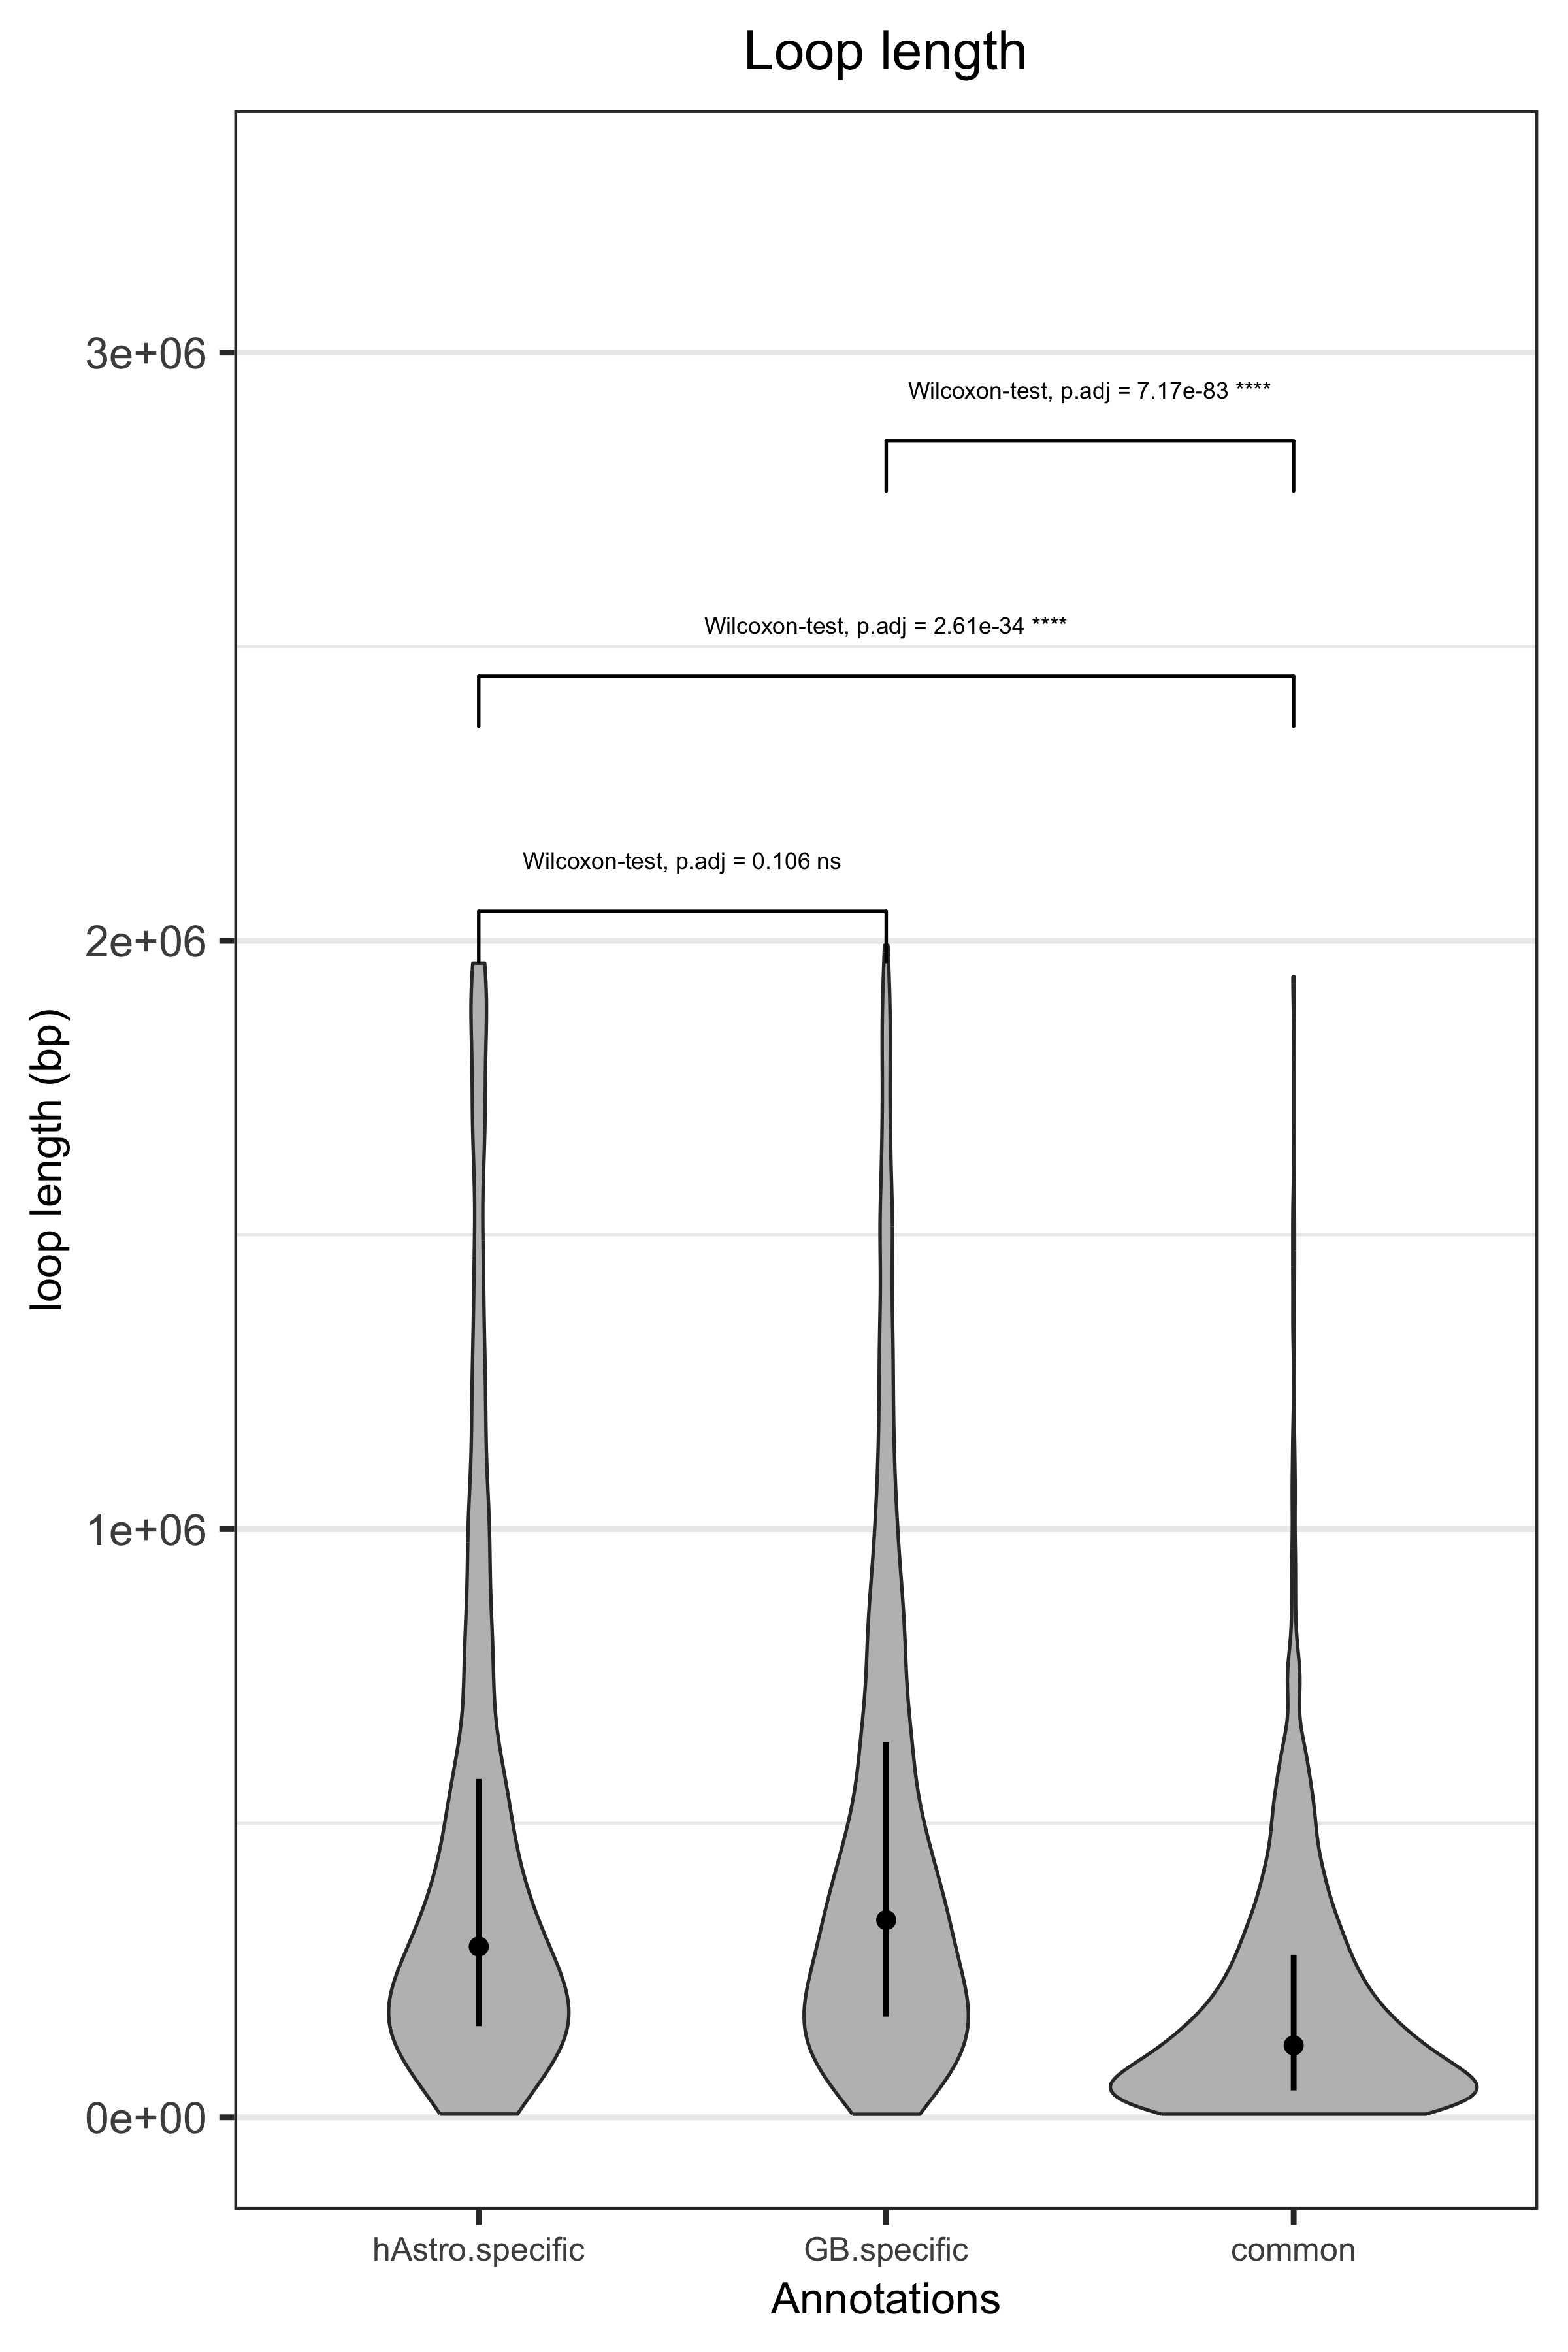 Loop length
3e+06
Wilcoxon-test, p.adj = 7.17e-83 ****
Wilcoxon-test, p.adj = 2.61e-34 ****
Wilcoxon-test, p.adj = 0.106 ns
2e+06
loop length (bp)
1e+06
0e+00
hAstro.specific
GB.specific
common
Annotations